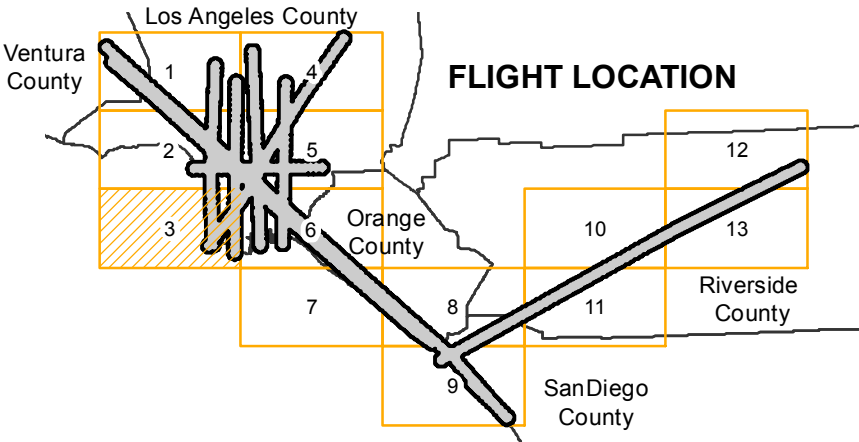 Los Angeles County
Ventura
County
1
4
FLIGHT LOCATION
2
5
12
3
6
Orange
County
10
13
7
8
11
Riverside
County
9
SanDiego
County